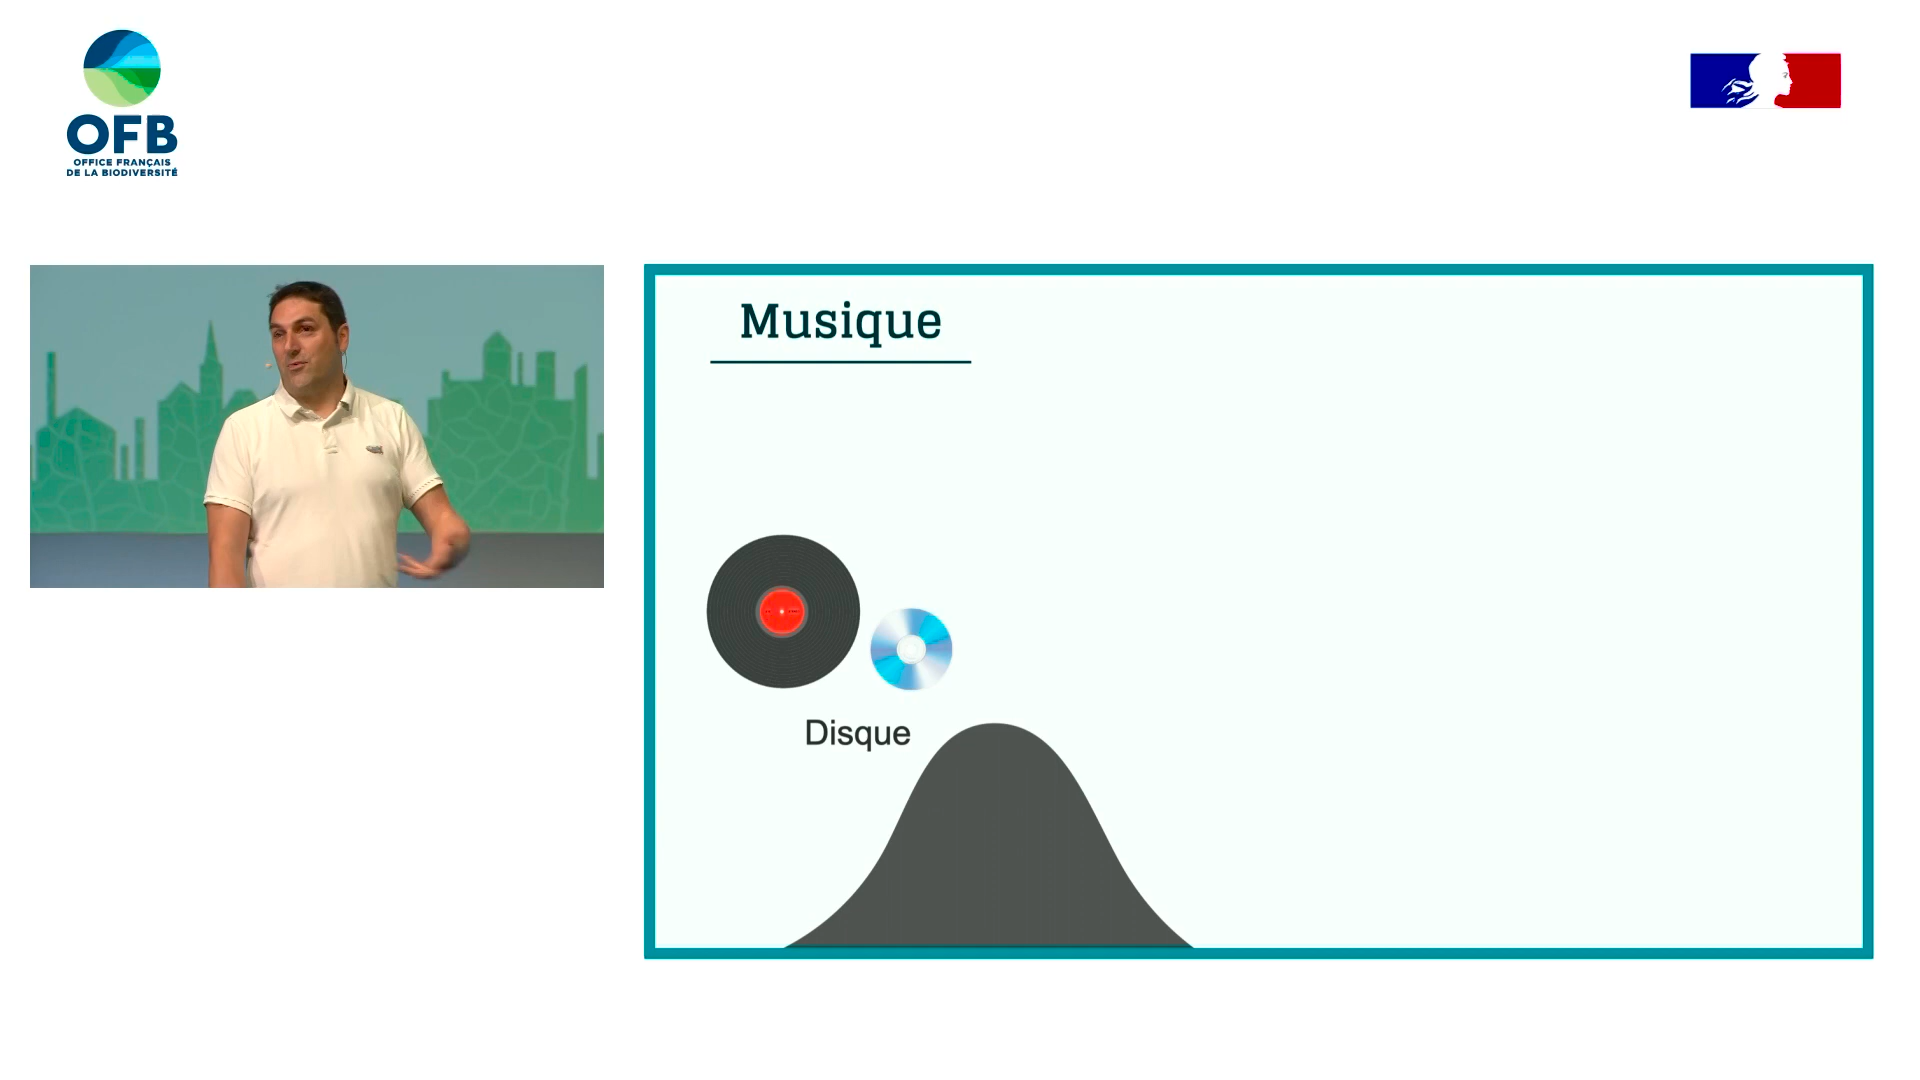 OFB
OFFICE FRANÇAIS
DE LA BIODIVERSITÉ
Musique
Disque